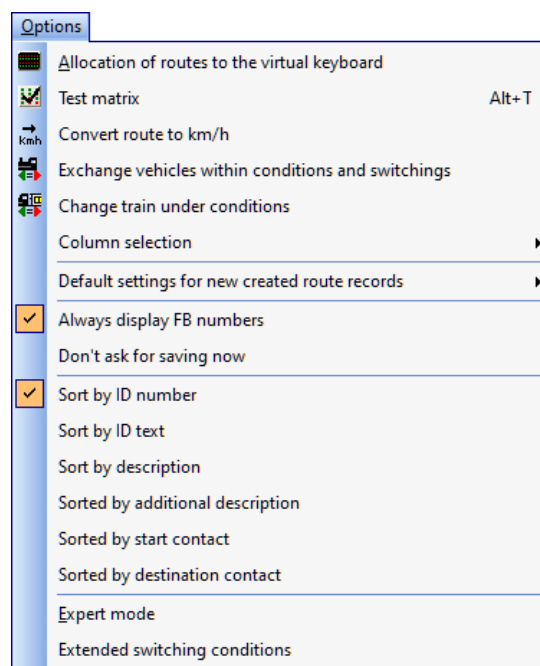 Options
Allocation of routes to the virtual keyboard
Test matrix Alt+T
Kmh Convert route to km/h
Exchange vehicles within conditions and switchings
Change train under conditions
Column selection
Default settings for new created route records
Always display FB numbers
Don't ask for saving now
Sort by ID number
Sort by ID text
Sort by description
Sorted by additional description
Sorted by start contact
Sorted by destination contact
Expert mode
Extended switching conditions